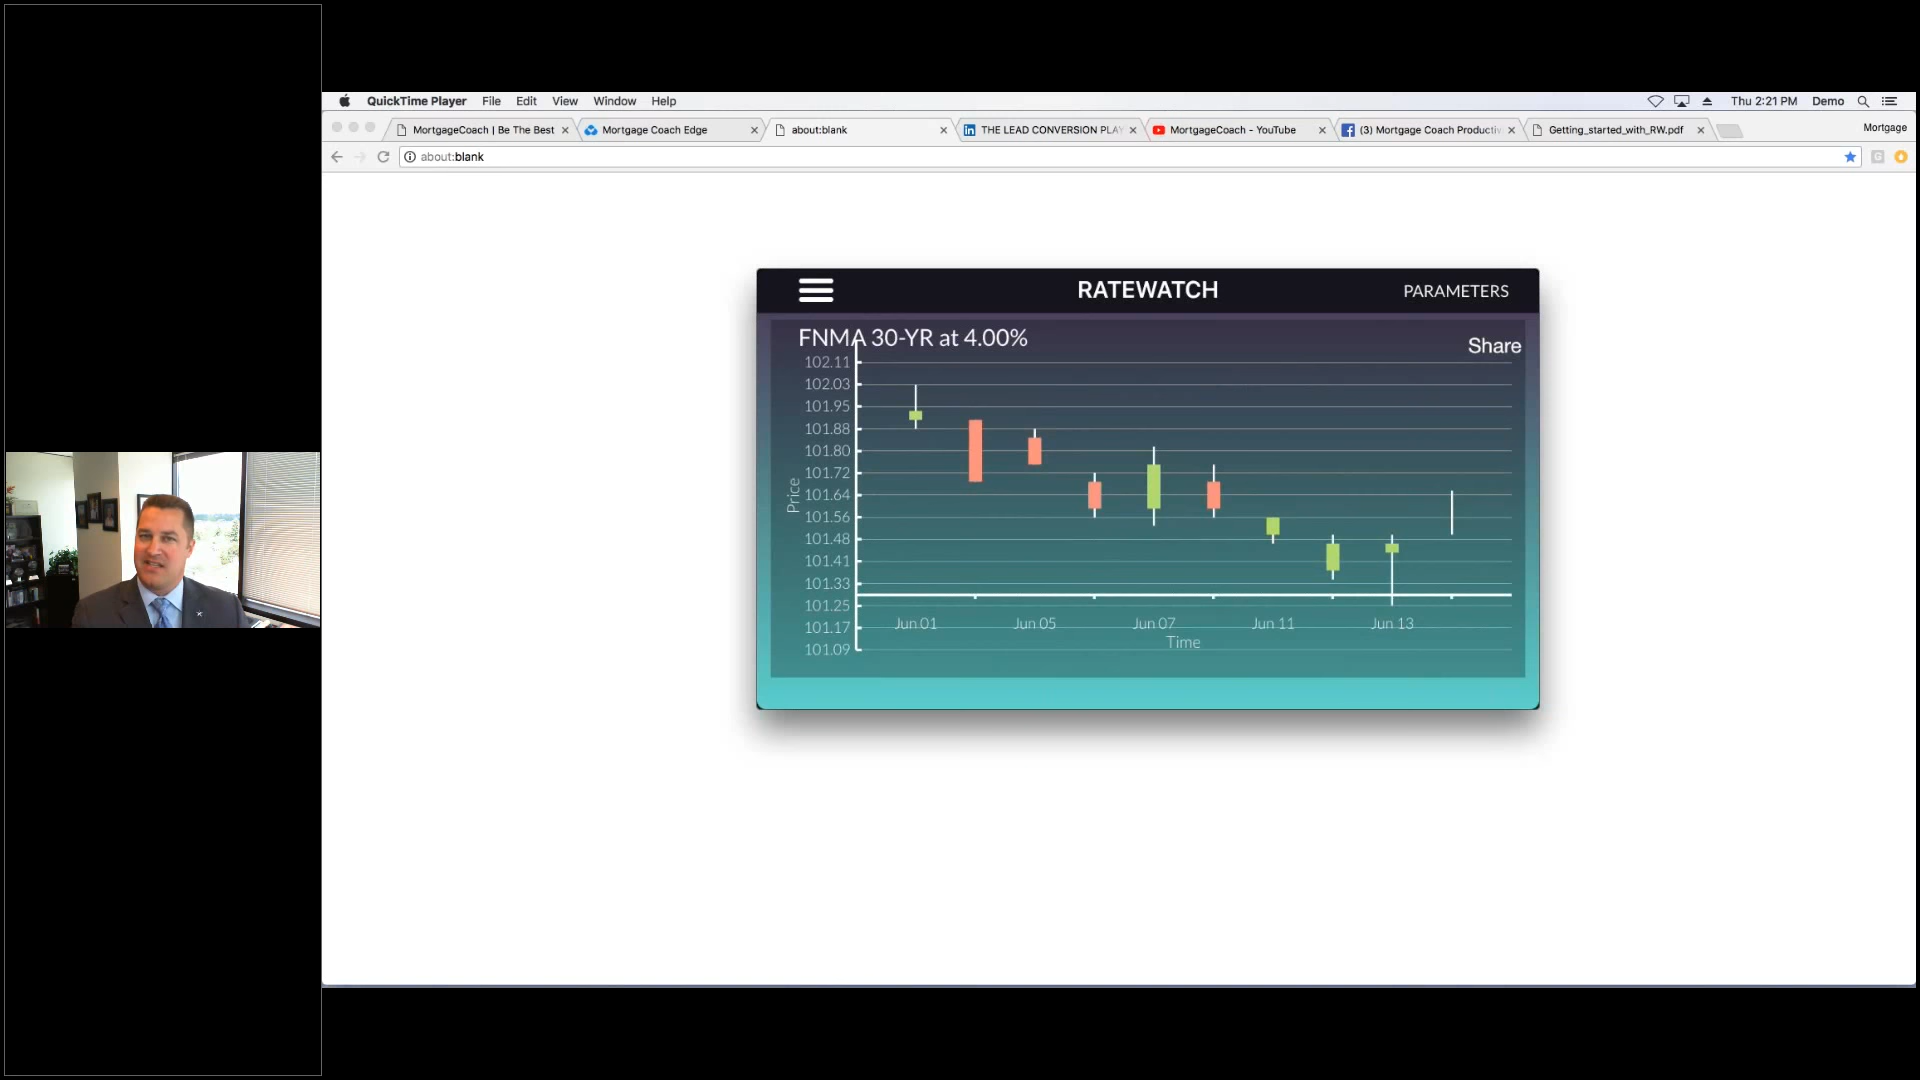 QuickTime Player File Edit View Window Help Thu 2:21 PM Demo
MortgageCoach | Be The Best Mortgage Coach Edge about:blank THE LEAD CONVERSION PLA MortgageCoach - YouTube (3) Mortgage Coach Productiv Getting_started_with_RW.pdf Mortgage
about:blank
RATEWATCH PARAMETERS
FNMA 30-YR at 4.00%
Share
102.11
102.03
101.95
101.88
101.80
101.72
101.64
101.56
101.48
101.41
101.33
101.25
101.17
101.09
Price
Jun 01 Jun 05 Jun 07 Jun 11 Jun 13
Time